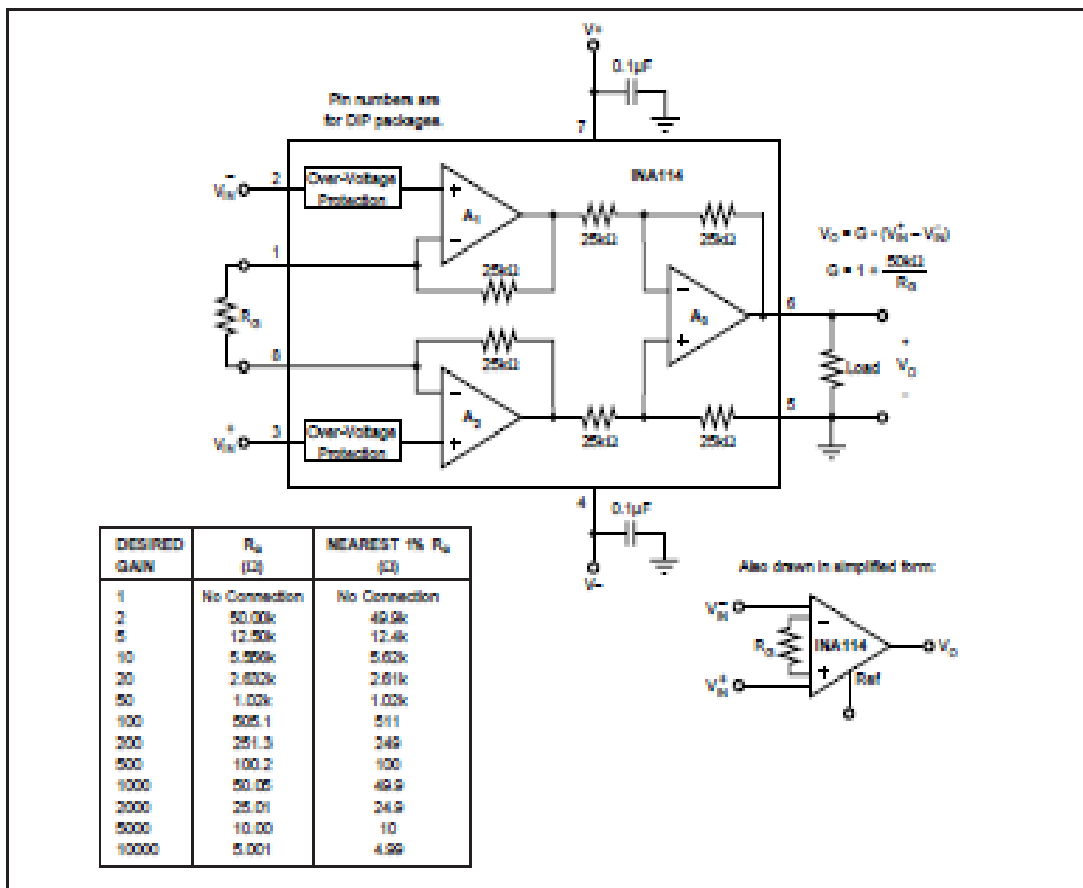 V+
0.1µF
Pin numbers are
for DIP packages.
7
INA114
2
V⁻IN
Over-Voltage
Protection
A1
25kΩ
25kΩ
25kΩ
1
RG
8
25kΩ
A2
3
V⁺IN
Over-Voltage
Protection
25kΩ
25kΩ
A3
6
5
Load
+
VO
-
VO = G • (V⁺IN – V⁻IN)
G = 1 + 50kΩ
RG
4
0.1µF
V–
DESIRED GAIN | RG (Ω) | NEAREST 1% RG (Ω)
1 No Connection No Connection
2 50.00k 49.9k
5 12.50k 12.4k
10 5.556k 5.62k
20 2.632k 2.61k
50 1.02k 1.02k
100 505.1 511
200 251.3 249
500 100.2 100
1000 50.05 49.9
2000 25.01 24.9
5000 10.00 10
10000 5.001 4.99
Also drawn in simplified form:
V⁻IN
RG
INA114
VO
V⁺IN
Ref